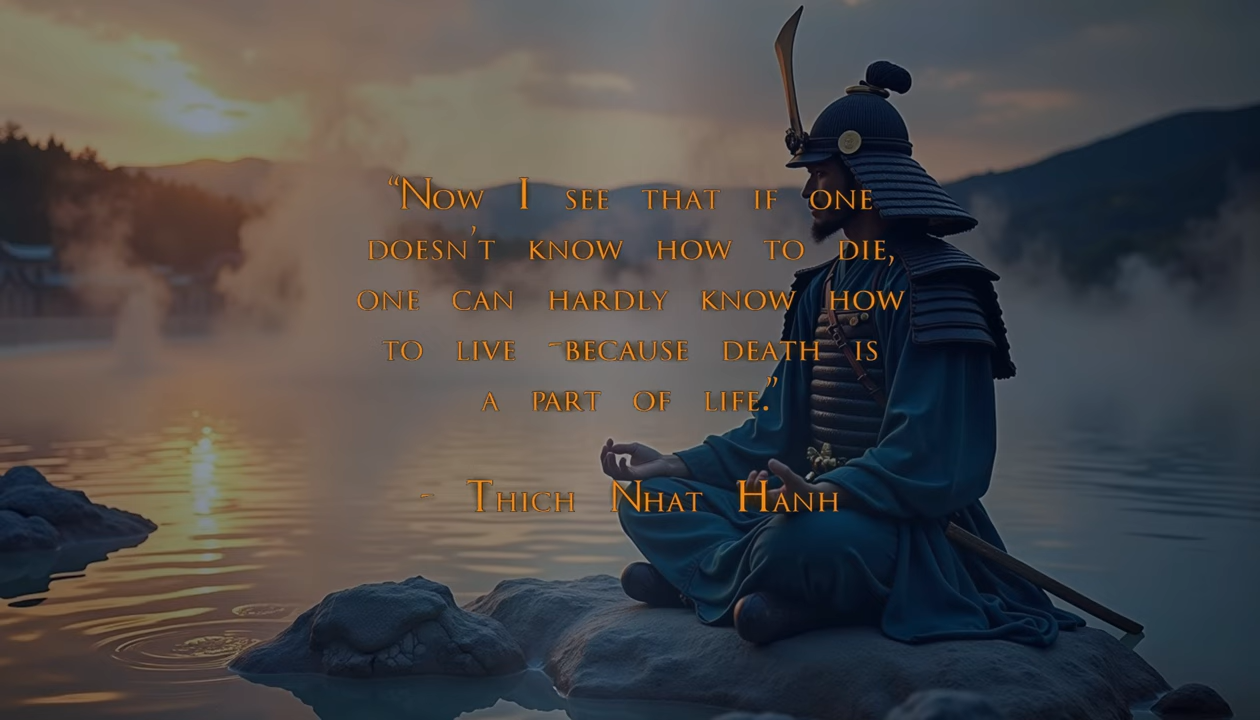 “Now I see that if one
doesn’t know how to die,
one can hardly know how
to live -because death is
a part of life.”
- Thich Nhat Hanh